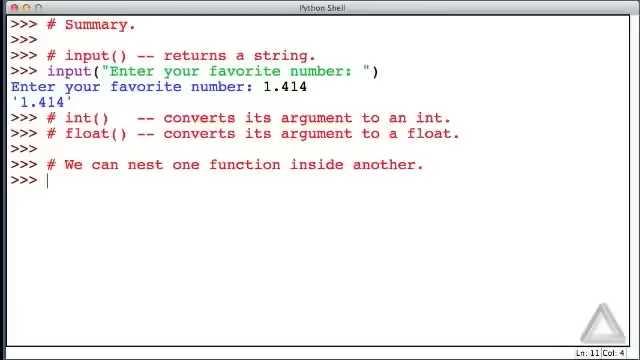 Python Shell
>>> # Summary.
>>>
>>> # input() -- returns a string.
>>> input("Enter your favorite number: ")
Enter your favorite number: 1.414
'1.414'
>>> # int()   -- converts its argument to an int.
>>> # float() -- converts its argument to a float.
>>>
>>> # We can nest one function inside another.
>>>
Ln: 11 Col: 4